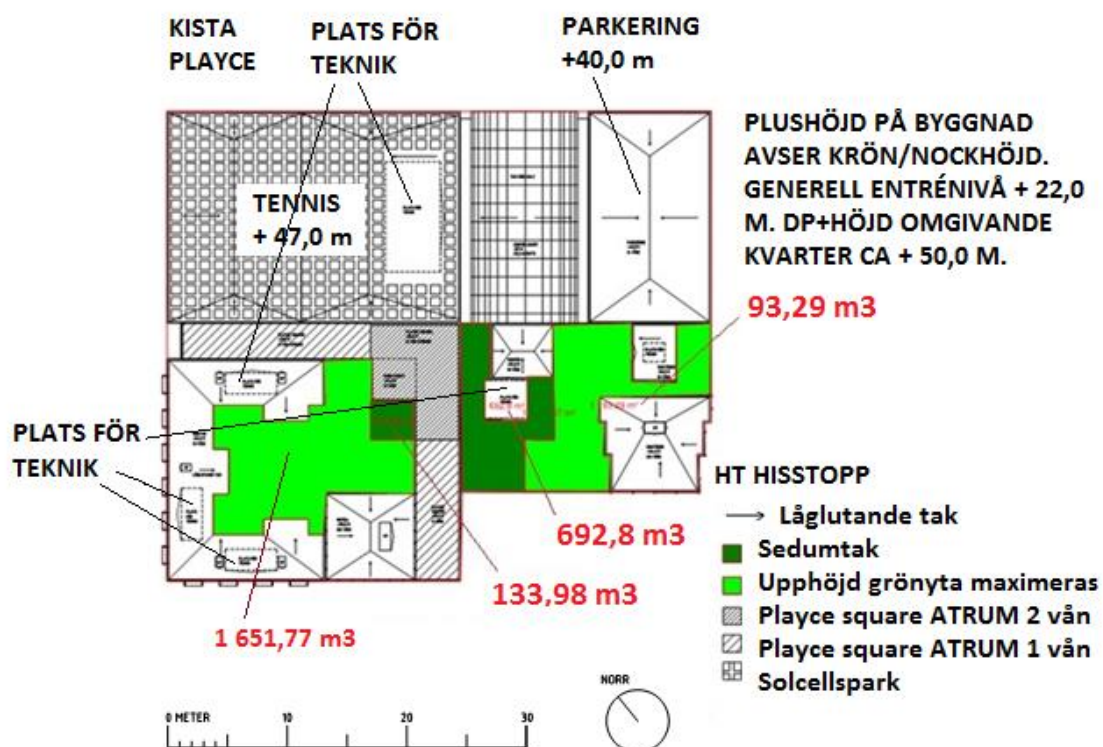 KISTA
PLAYCE
PLATS FÖR
TEKNIK
PARKERING
+40,0 m
PLUSHÖJD PÅ BYGGNAD
AVSER KRÖN/NOCKHÖJD.
GENERELL ENTRÉNIVÅ + 22,0
M. DP+HÖJD OMGIVANDE
KVARTER CA + 50,0 M.
TENNIS
+ 47,0 m
93,29 m3
PLATS FÖR
TEKNIK
692,8 m3
133,98 m3
1 651,77 m3
HT HISSTOPP
Låglutande tak
Sedumtak
Upphöjd grönyta maximeras
Playce square ATRUM 2 vån
Playce square ATRUM 1 vån
Solcellspark
NORR
0 METER 10 20 30